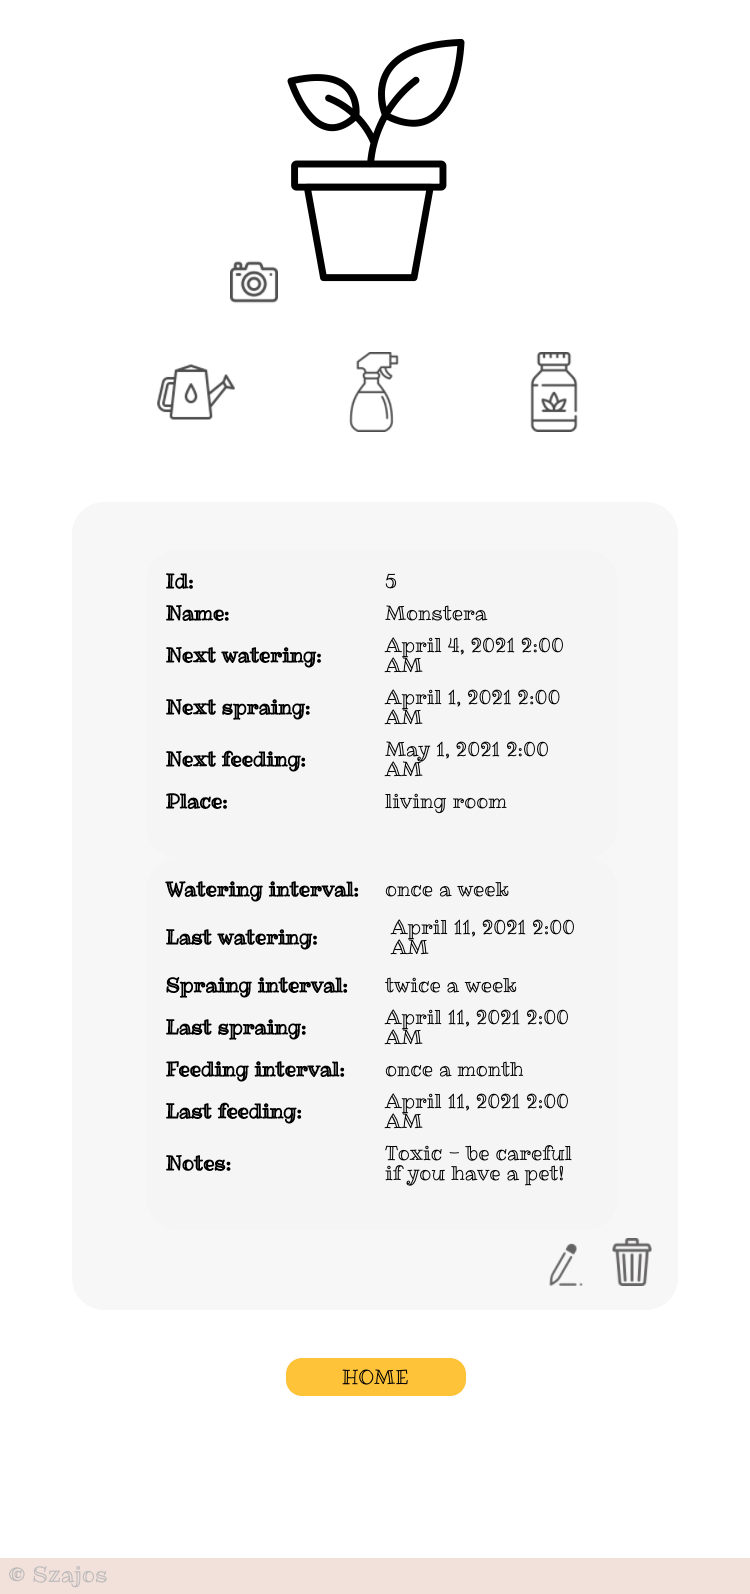 Id: 5
Name: Monstera
Next watering: April 4, 2021 2:00
AM
Next spraing: April 1, 2021 2:00
AM
Next feeding: May 1, 2021 2:00
AM
Place: living room
Watering interval: once a week
Last watering: April 11, 2021 2:00
AM
Spraing interval: twice a week
Last spraing: April 11, 2021 2:00
AM
Feeding interval: once a month
Last feeding: April 11, 2021 2:00
AM
Notes: Toxic - be careful
if you have a pet!
HOME
© Szajos